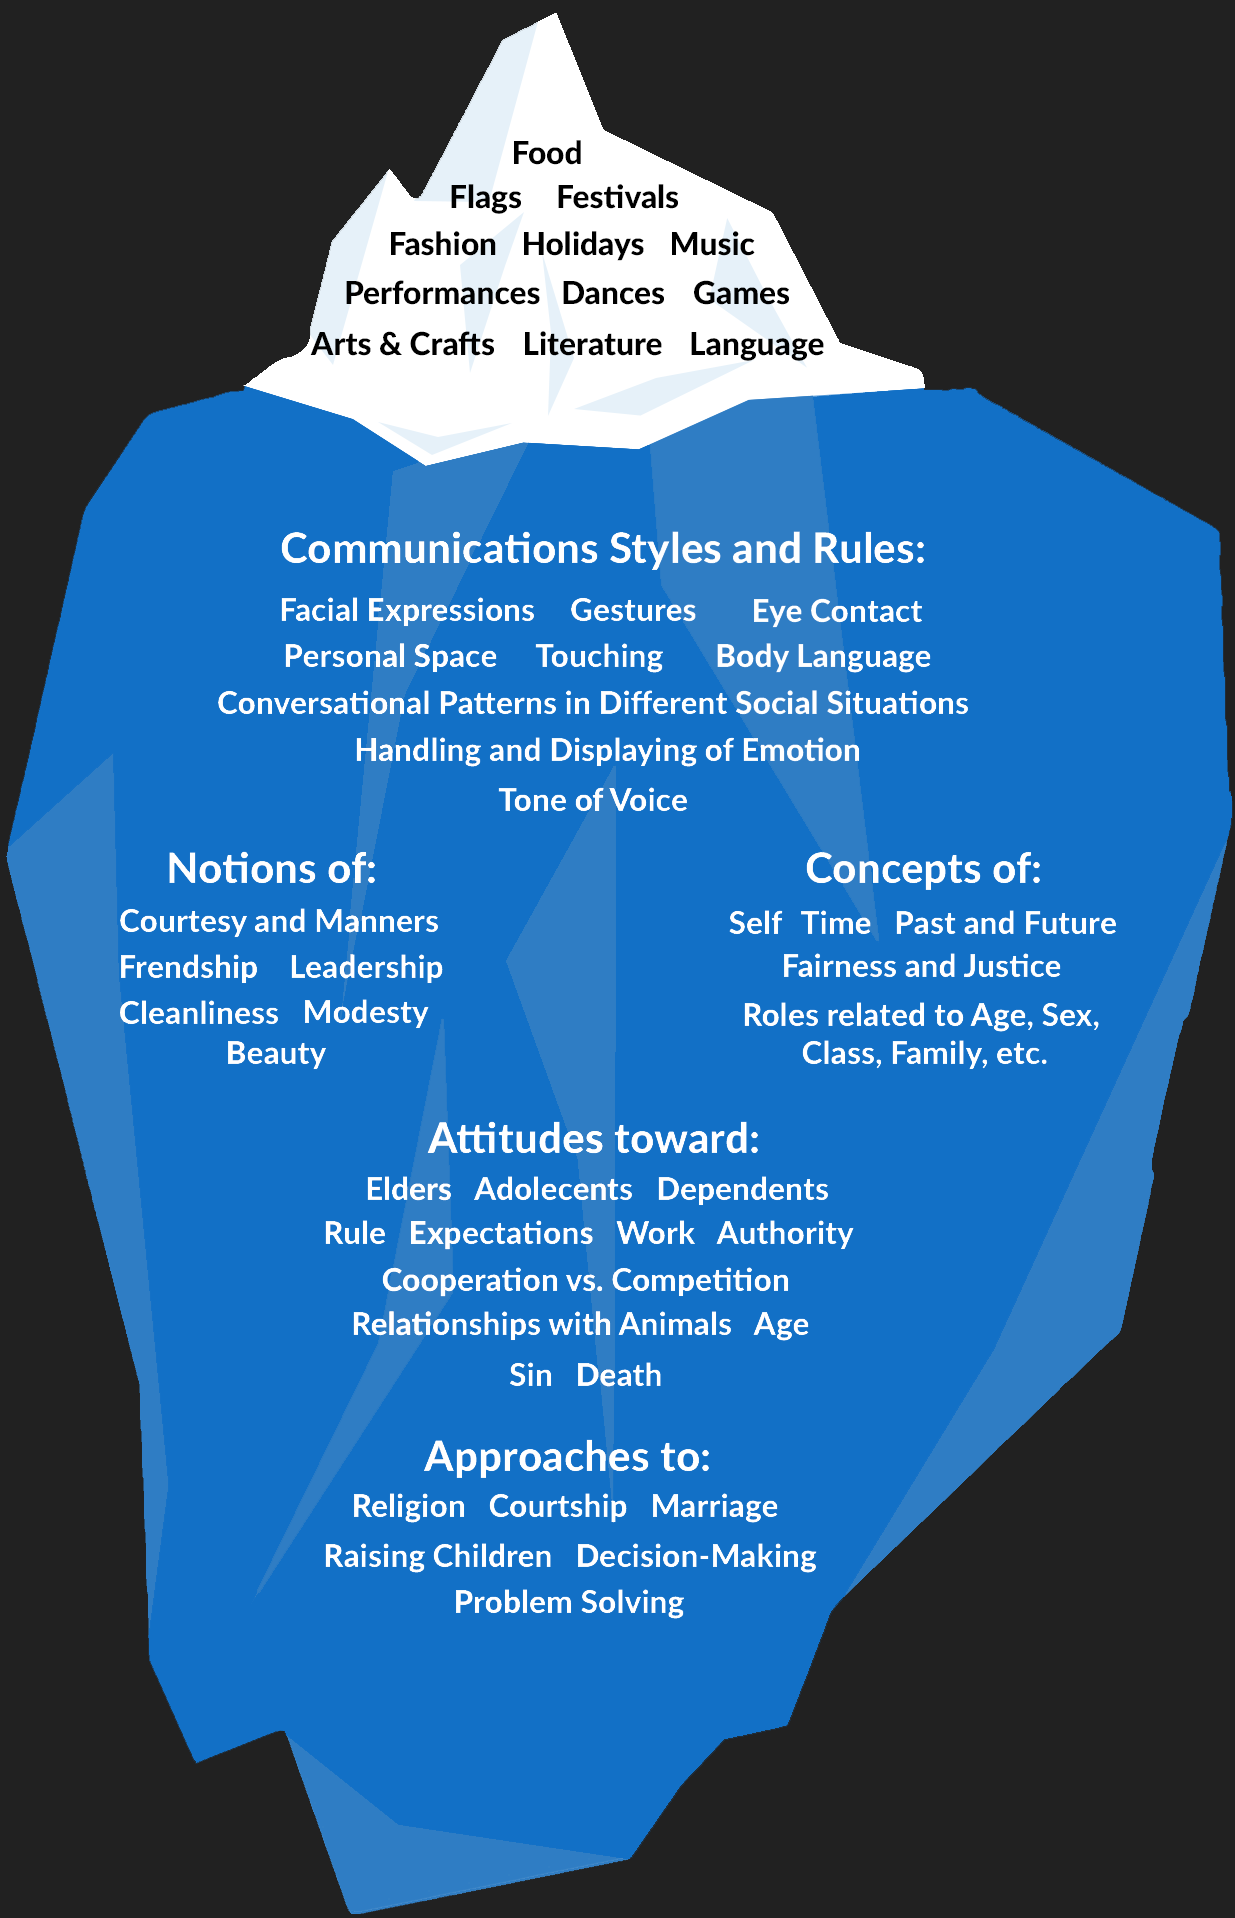 Food
Flags Festivals
Fashion Holidays Music
Performances Dances Games
Arts & Crafts Literature Language
Communications Styles and Rules:
Facial Expressions Gestures Eye Contact
Personal Space Touching Body Language
Conversational Patterns in Different Social Situations
Handling and Displaying of Emotion
Tone of Voice
Notions of:
Courtesy and Manners
Frendship Leadership
Cleanliness Modesty
Beauty
Concepts of:
Self Time Past and Future
Fairness and Justice
Roles related to Age, Sex,
Class, Family, etc.
Attitudes toward:
Elders Adolecents Dependents
Rule Expectations Work Authority
Cooperation vs. Competition
Relationships with Animals Age
Sin Death
Approaches to:
Religion Courtship Marriage
Raising Children Decision-Making
Problem Solving